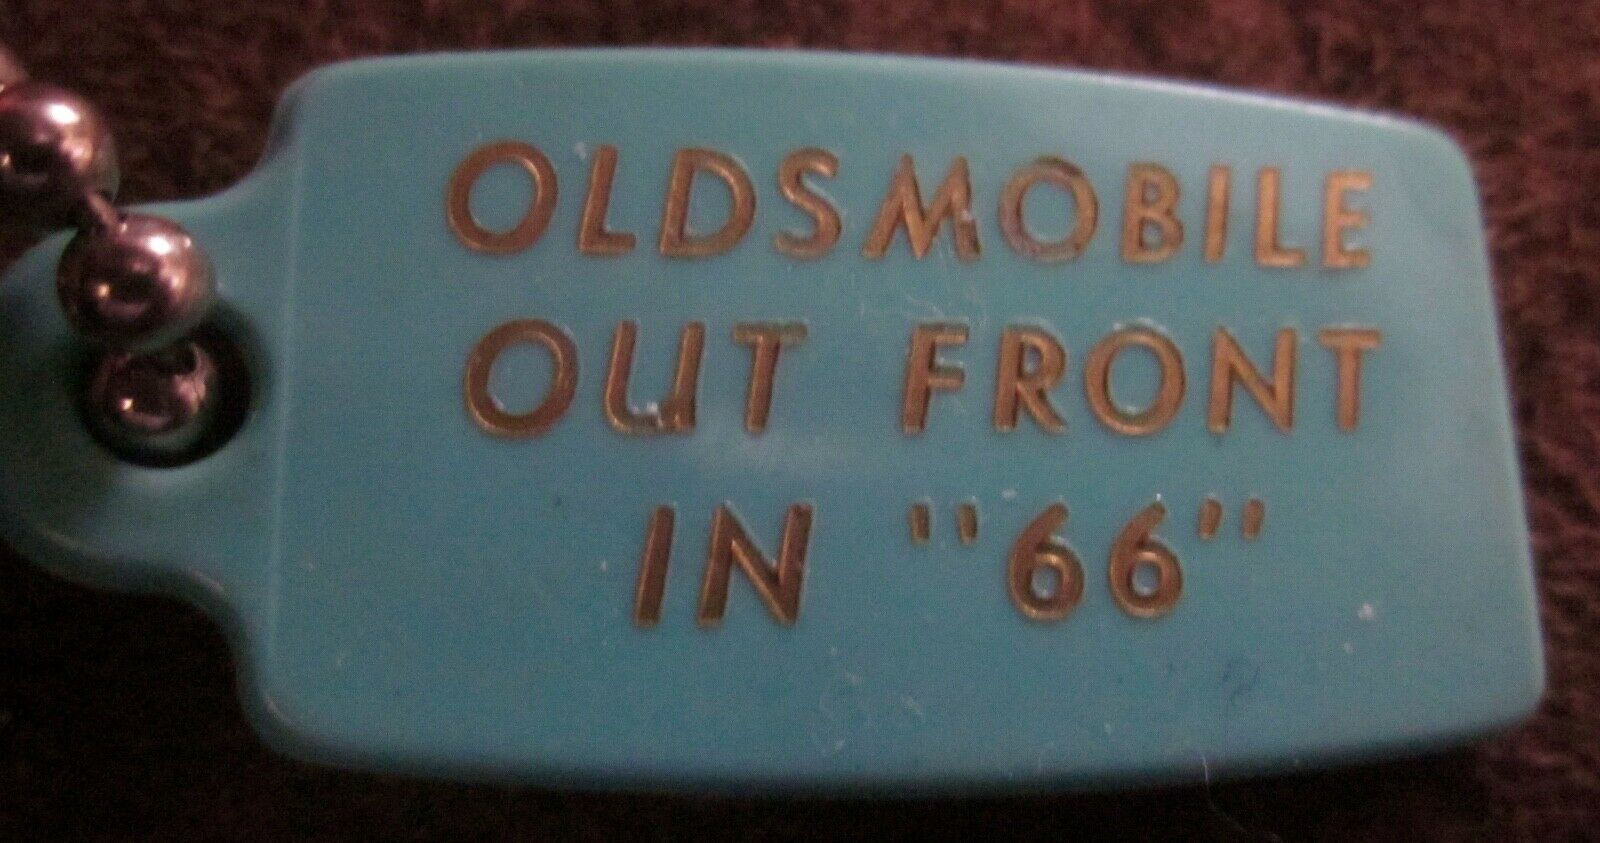 OLDSMOBILE
OUT FRONT
IN "66"